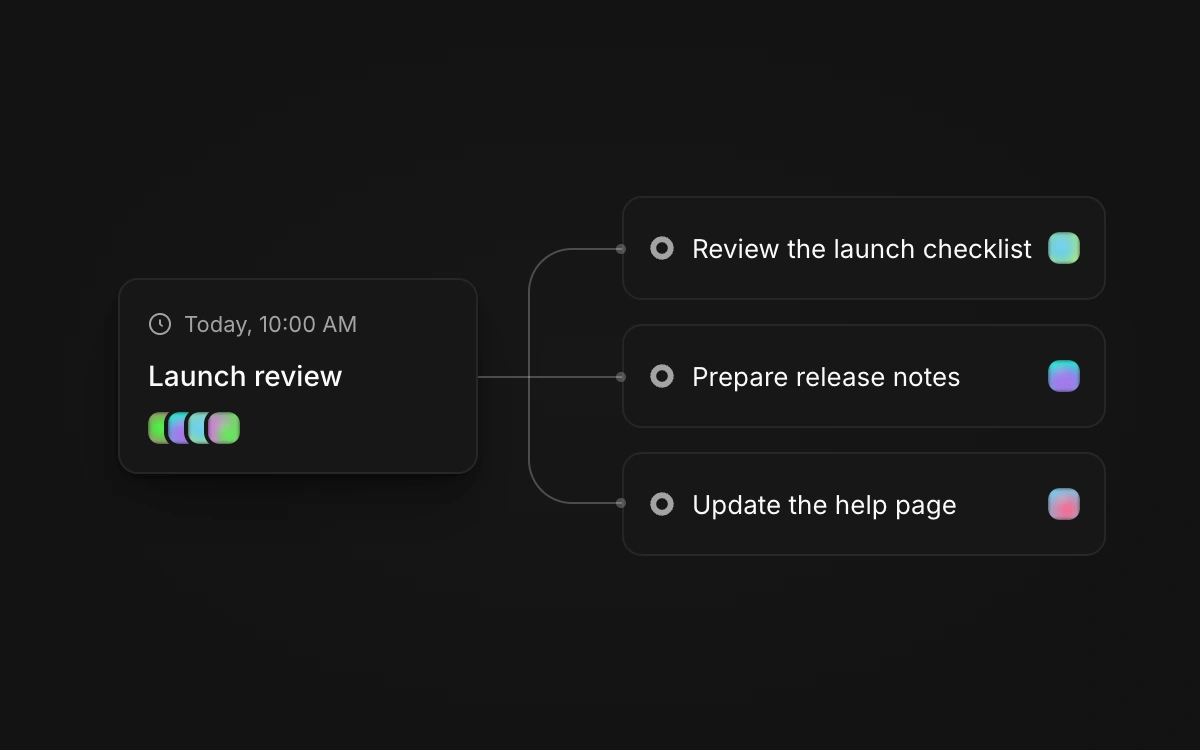 Today, 10:00 AM
Launch review
Review the launch checklist
Prepare release notes
Update the help page